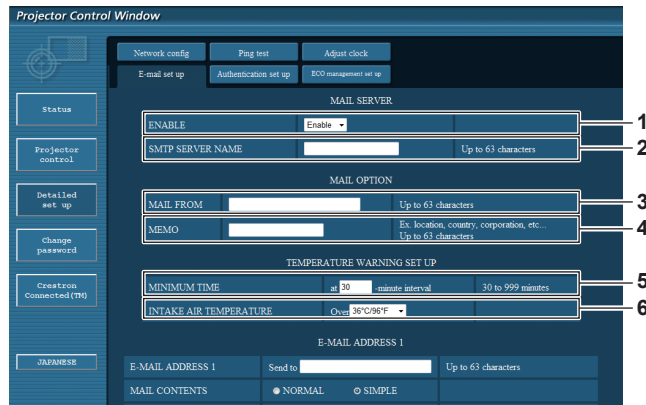 Projector Control Window
Network config Ping test Adjust clock
E-mail set up Authentication set up ECO management set up
Status
Projector control
Detailed set up
Change password
Crestron Connected(TM)
JAPANESE
MAIL SERVER
ENABLE Enable 1
SMTP SERVER NAME Up to 63 characters 2
MAIL OPTION
MAIL FROM Up to 63 characters 3
MEMO Ex. location, country, corporation, etc... Up to 63 characters 4
TEMPERATURE WARNING SET UP
MINIMUM TIME at 30 -minute interval 30 to 999 minutes 5
INTAKE AIR TEMPERATURE Over 36°C/96°F 6
E-MAIL ADDRESS 1
E-MAIL ADDRESS 1 Send to Up to 63 characters
MAIL CONTENTS NORMAL SIMPLE